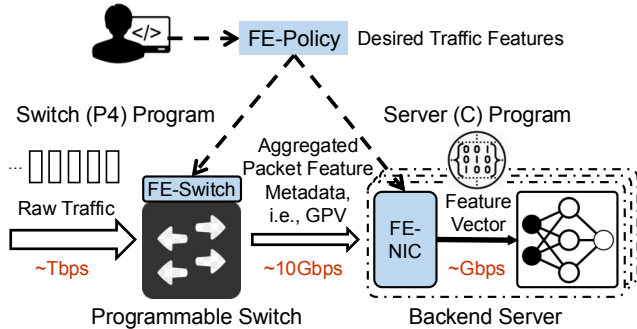 </>
FE-Policy
Desired Traffic Features
Switch (P4) Program
Server (C) Program
...
Aggregated
Packet Feature
Metadata,
i.e., GPV
FE-Switch
Raw Traffic
~Tbps
~10Gbps
FE-
NIC
Feature
Vector
~Gbps
Programmable Switch
Backend Server